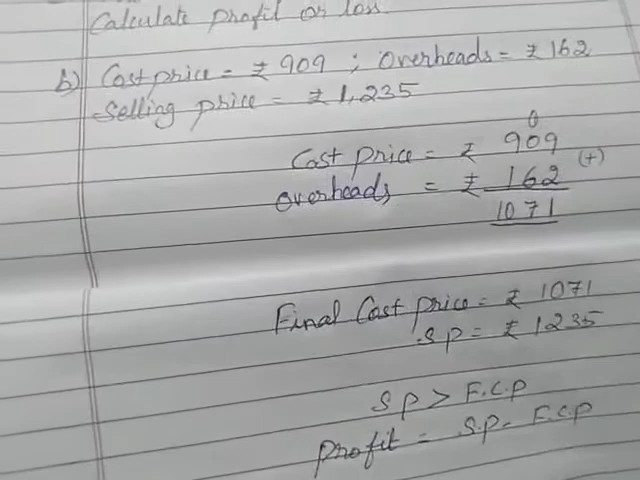 Calculate profit or loss
b) Cost price = ₹ 909 ; Overheads = ₹ 162
Selling price = ₹ 1,235
0
Cost price = ₹ 909
Overheads = ₹ 162 (+)
1071
Final Cost price = ₹ 1071
S.p = ₹ 1235
S P > F.C.P
Profit = S.P - F.C.P